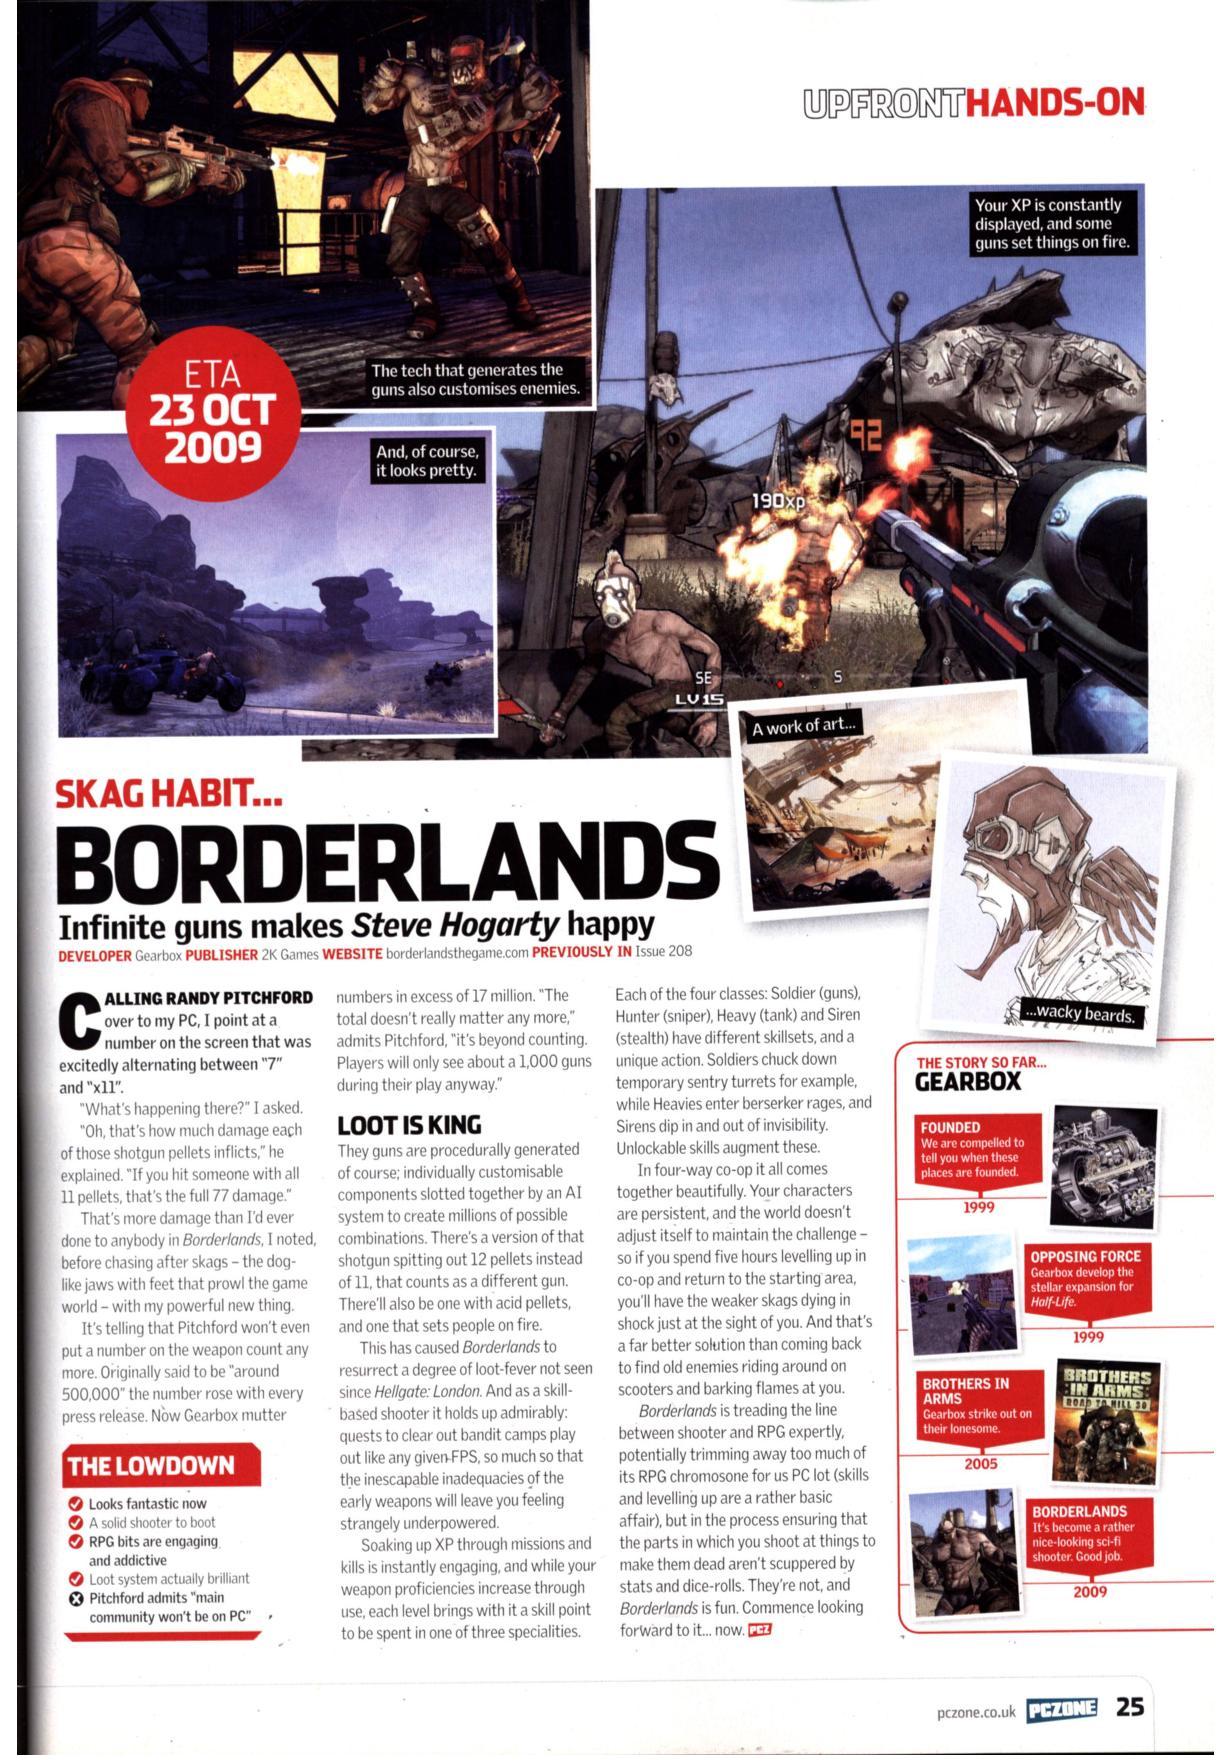 UPFRONTHANDS-ON
Your XP is constantly
displayed, and some
guns set things on fire.
The tech that generates the
guns also customises enemies.
ETA
23 OCT
2009
And, of course,
it looks pretty.
92
190xp
SE
S
LV15
A work of art...
...wacky beards.
SKAG HABIT...
BORDERLANDS
Infinite guns makes Steve Hogarty happy
DEVELOPER Gearbox PUBLISHER 2K Games WEBSITE borderlandsthegame.com PREVIOUSLY IN Issue 208
CALLING RANDY PITCHFORD
over to my PC, I point at a
number on the screen that was
excitedly alternating between "7"
and "x11".
"What's happening there?" I asked.
"Oh, that's how much damage each
of those shotgun pellets inflicts," he
explained. "If you hit someone with all
11 pellets, that's the full 77 damage."
That's more damage than I'd ever
done to anybody in Borderlands, I noted,
before chasing after skags – the dog-
like jaws with feet that prowl the game
world – with my powerful new thing.
It's telling that Pitchford won't even
put a number on the weapon count any
more. Originally said to be "around
500,000" the number rose with every
press release. Now Gearbox mutter
THE LOWDOWN
Looks fantastic now
A solid shooter to boot
RPG bits are engaging
and addictive
Loot system actually brilliant
Pitchford admits "main
community won't be on PC"
numbers in excess of 17 million. "The
total doesn't really matter any more,"
admits Pitchford, "it's beyond counting.
Players will only see about a 1,000 guns
during their play anyway."
LOOT IS KING
They guns are procedurally generated
of course; individually customisable
components slotted together by an AI
system to create millions of possible
combinations. There's a version of that
shotgun spitting out 12 pellets instead
of 11, that counts as a different gun.
There'll also be one with acid pellets,
and one that sets people on fire.
This has caused Borderlands to
resurrect a degree of loot-fever not seen
since Hellgate: London. And as a skill-
based shooter it holds up admirably:
quests to clear out bandit camps play
out like any given FPS, so much so that
the inescapable inadequacies of the
early weapons will leave you feeling
strangely underpowered.
Soaking up XP through missions and
kills is instantly engaging, and while your
weapon proficiencies increase through
use, each level brings with it a skill point
to be spent in one of three specialities.
Each of the four classes: Soldier (guns),
Hunter (sniper), Heavy (tank) and Siren
(stealth) have different skillsets, and a
unique action. Soldiers chuck down
temporary sentry turrets for example,
while Heavies enter berserker rages, and
Sirens dip in and out of invisibility.
Unlockable skills augment these.
In four-way co-op it all comes
together beautifully. Your characters
are persistent, and the world doesn't
adjust itself to maintain the challenge –
so if you spend five hours levelling up in
co-op and return to the starting area,
you'll have the weaker skags dying in
shock just at the sight of you. And that's
a far better solution than coming back
to find old enemies riding around on
scooters and barking flames at you.
Borderlands is treading the line
between shooter and RPG expertly,
potentially trimming away too much of
its RPG chromosone for us PC lot (skills
and levelling up are a rather basic
affair), but in the process ensuring that
the parts in which you shoot at things to
make them dead aren't scuppered by
stats and dice-rolls. They're not, and
Borderlands is fun. Commence looking
forward to it... now. PCZ
THE STORY SO FAR...
GEARBOX
FOUNDED
We are compelled to
tell you when these
places are founded.
1999
OPPOSING FORCE
Gearbox develop the
stellar expansion for
Half-Life.
1999
BROTHERS IN
ARMS
Gearbox strike out on
their lonesome.
2005
BROTHERS
IN ARMS
ROAD TO HILL 30
BORDERLANDS
It's become a rather
nice-looking sci-fi
shooter. Good job.
2009
pczone.co.uk PCZONE 25